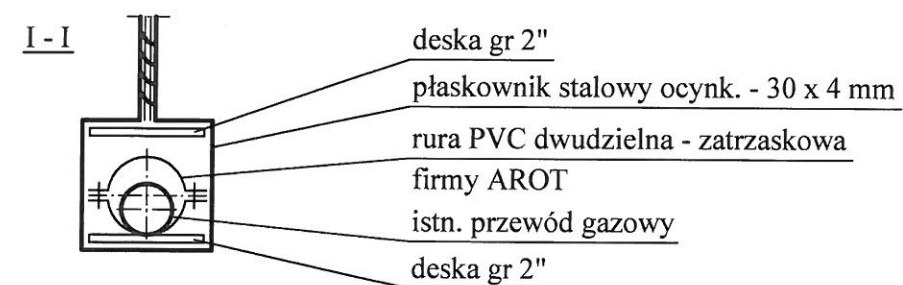 I - I
deska gr 2"
płaskownik stalowy ocynk. - 30 x 4 mm
rura PVC dwudzielna - zatrzaskowa
firmy AROT
istn. przewód gazowy
deska gr 2"